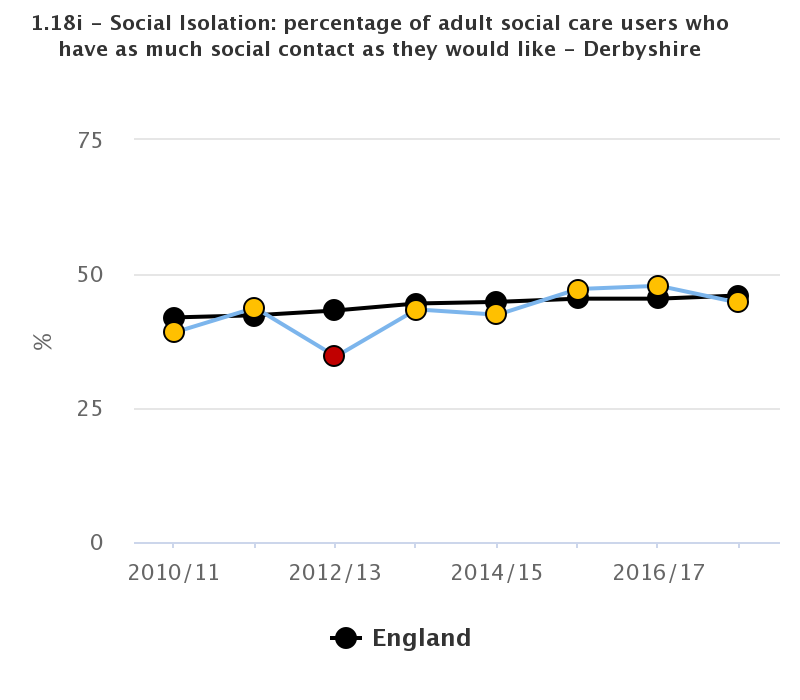 1.18i – Social Isolation: percentage of adult social care users who
have as much social contact as they would like – Derbyshire
75
50
%
25
0
2010/11 2012/13 2014/15 2016/17
England